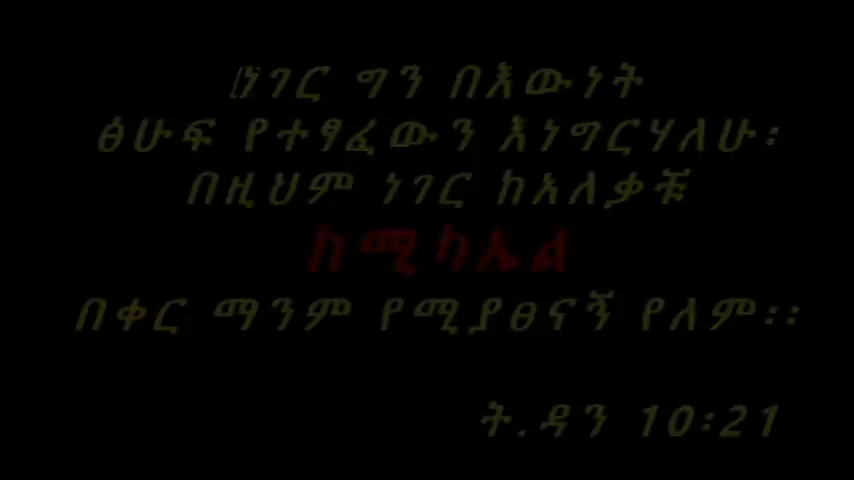 ነገር ግን በእውነት
ፅሁፍ የተፃፈውን እነግርሃለሁ፡
በዚህም ነገር ከአለቃቹ
ከሚካኤል
በቀር ማንም የሚያፀናኝ የለም፡፡
ት.ዳን 10፡21